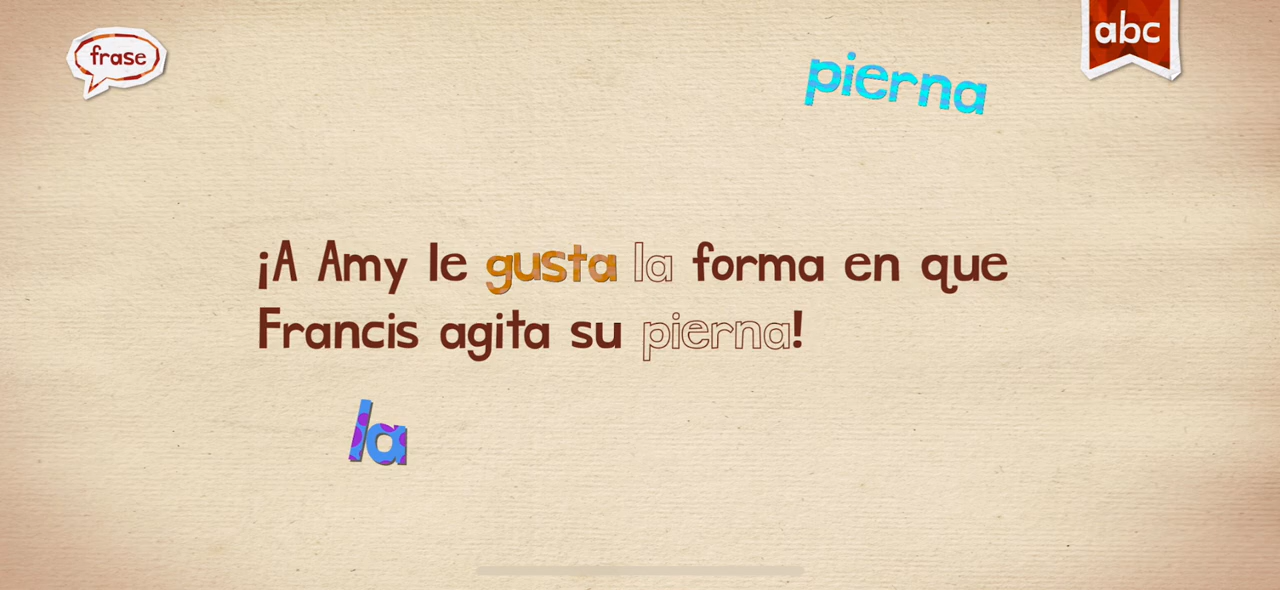 frase
abc
pierna
¡A Amy le gusta la forma en que
Francis agita su pierna!
la